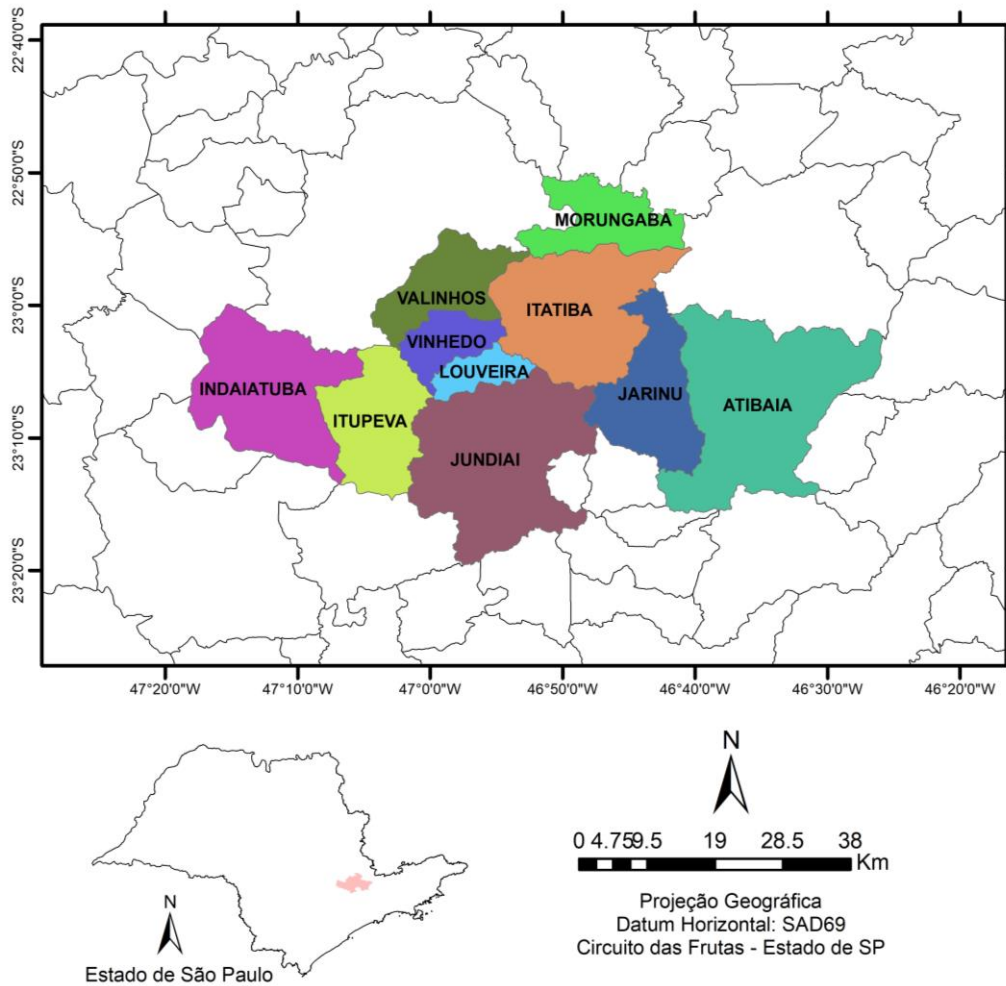 22°40'0"S
22°50'0"S
23°0'0"S
23°10'0"S
23°20'0"S
MORUNGABA
VALINHOS
ITATIBA
VINHEDO
LOUVEIRA
INDAIATUBA
ITUPEVA
JARINU
ATIBAIA
JUNDIAI
47°20'0"W 47°10'0"W 47°0'0"W 46°50'0"W 46°40'0"W 46°30'0"W 46°20'0"W
N
0 4.75 9.5 19 28.5 38
Km
Projeção Geográfica
Datum Horizontal: SAD69
Circuito das Frutas - Estado de SP
N
Estado de São Paulo